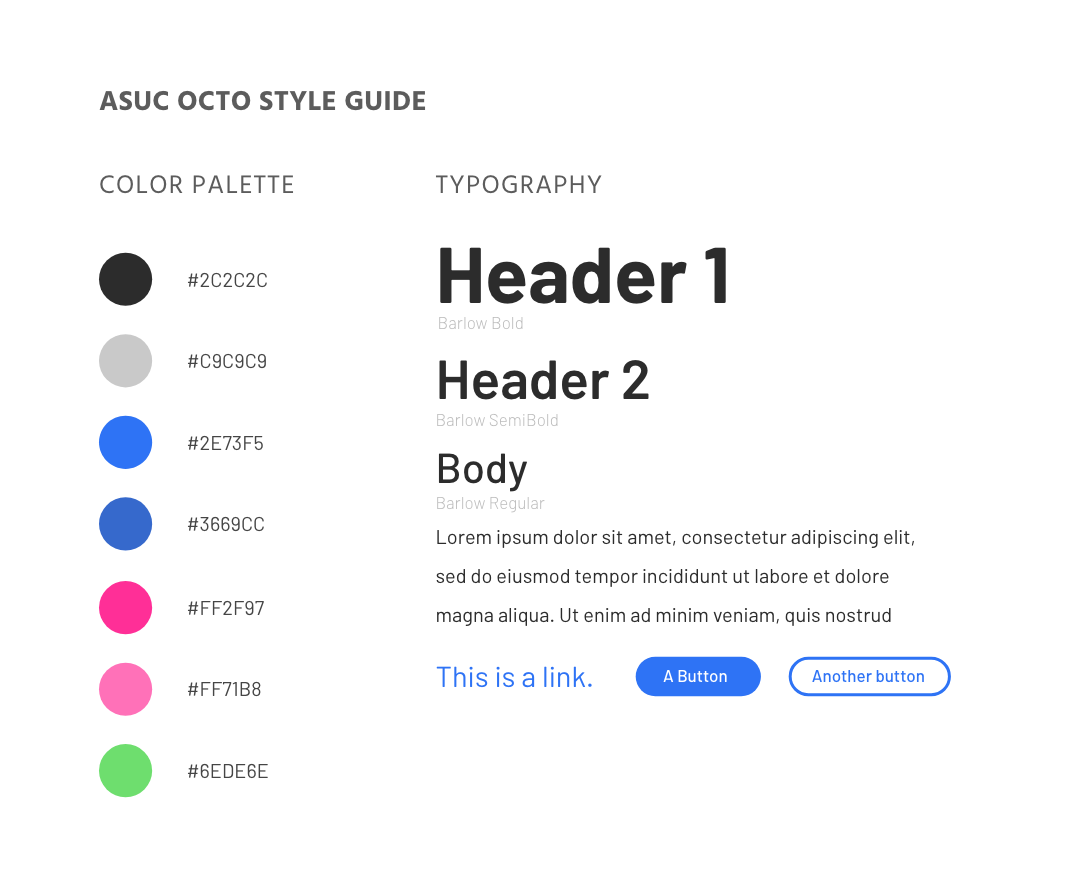 ASUC OCTO STYLE GUIDE
COLOR PALETTE
#2C2C2C
#C9C9C9
#2E73F5
#3669CC
#FF2F97
#FF71B8
#6EDE6E
TYPOGRAPHY
Header 1
Barlow Bold
Header 2
Barlow SemiBold
Body
Barlow Regular
Lorem ipsum dolor sit amet, consectetur adipiscing elit,
sed do eiusmod tempor incididunt ut labore et dolore
magna aliqua. Ut enim ad minim veniam, quis nostrud
This is a link.
A Button
Another button